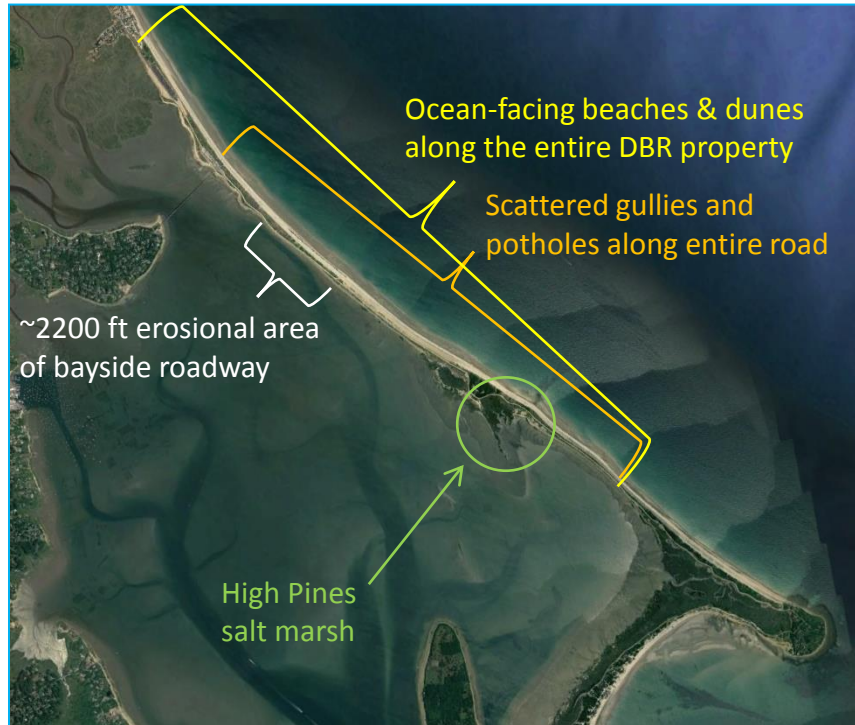 Ocean-facing beaches & dunes
along the entire DBR property
Scattered gullies and
potholes along entire road
~2200 ft erosional area
of bayside roadway
High Pines
salt marsh